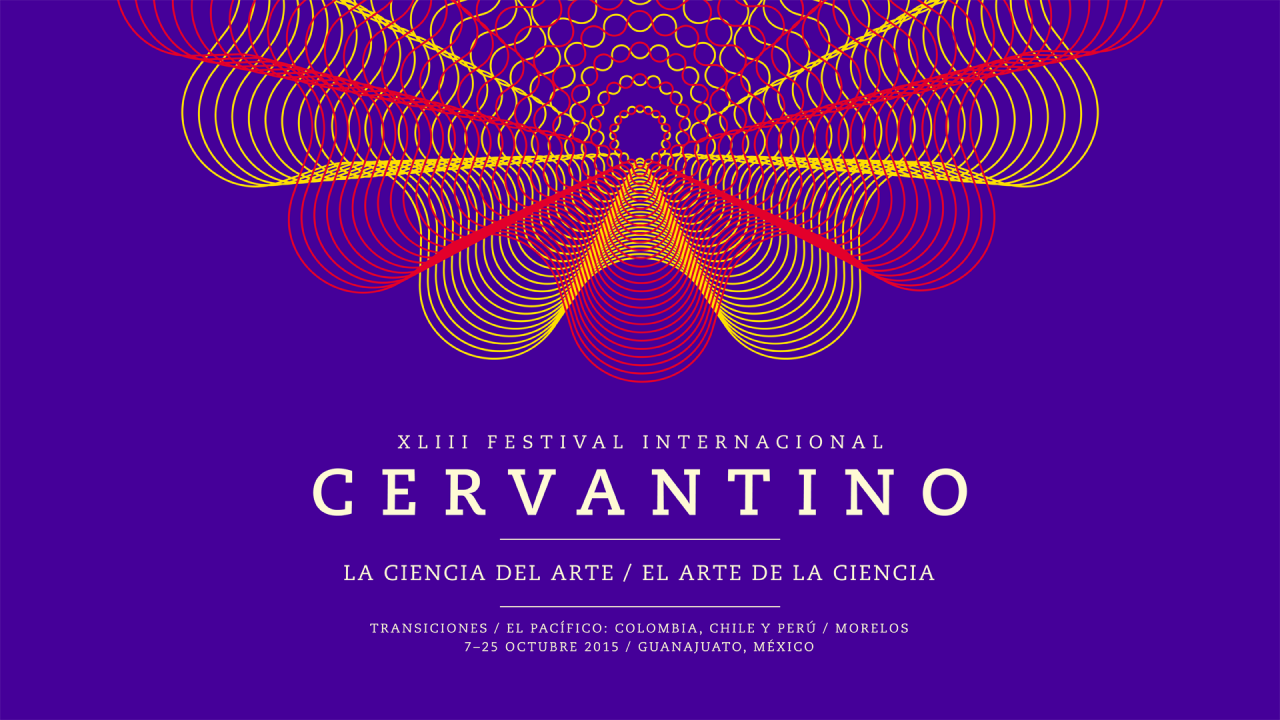 XLIII FESTIVAL INTERNACIONAL
CERVANTINO
LA CIENCIA DEL ARTE / EL ARTE DE LA CIENCIA
TRANSICIONES / EL PACÍFICO: COLOMBIA, CHILE Y PERÚ / MORELOS
7–25 OCTUBRE 2015 / GUANAJUATO, MÉXICO